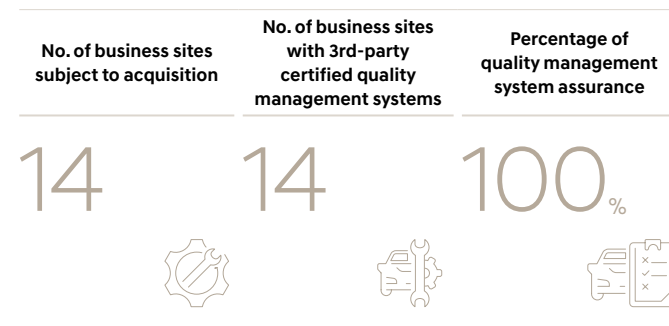 No. of business sites
subject to acquisition
No. of business sites
with 3rd-party
certified quality
management systems
Percentage of
quality management
system assurance
14
14
100%